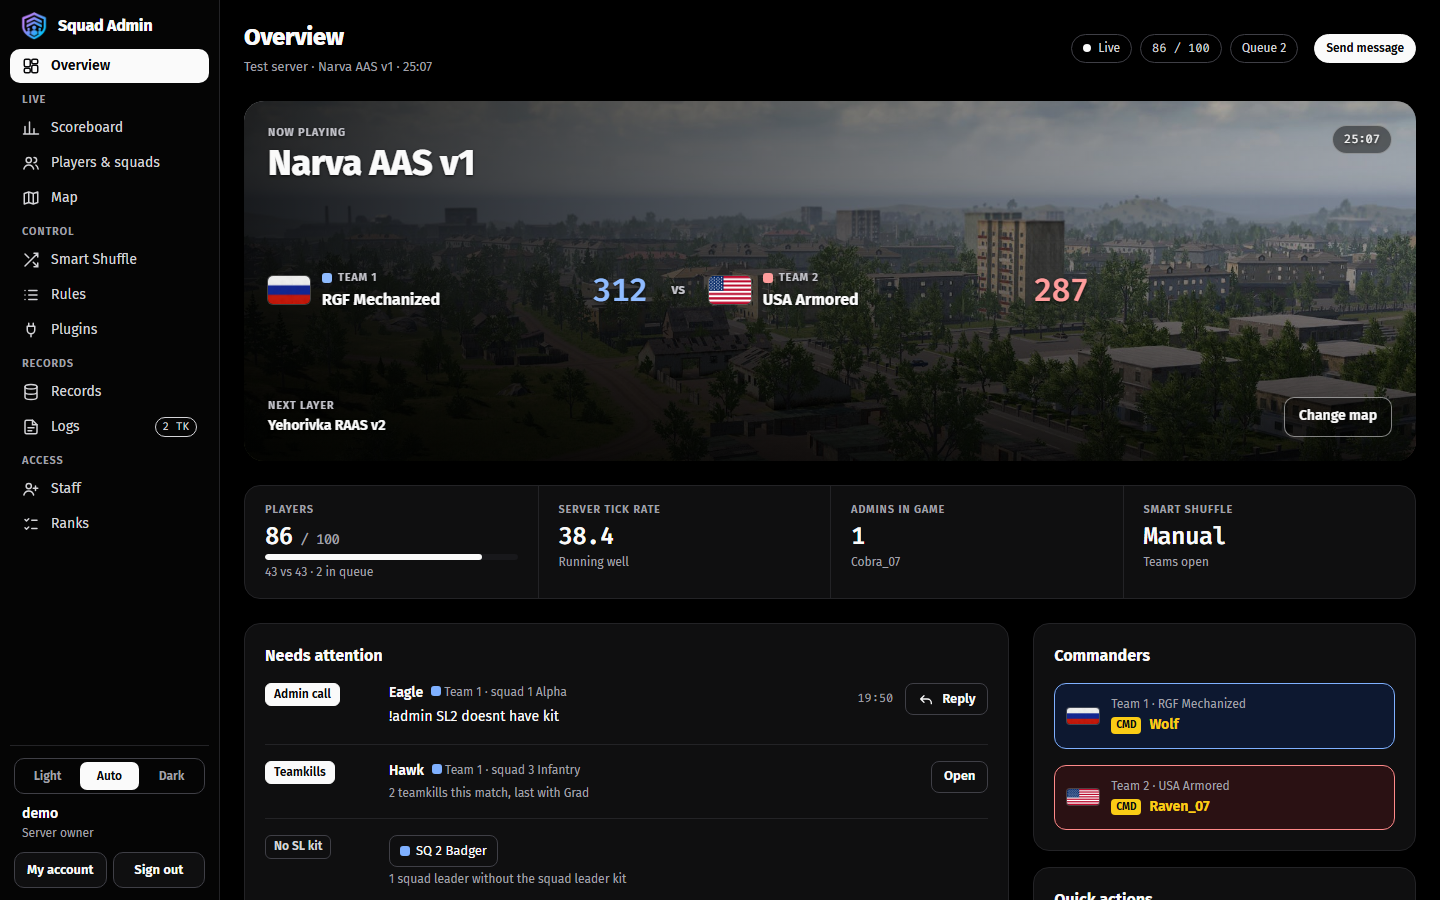 Squad Admin
Overview
LIVE
Scoreboard
Players & squads
Map
CONTROL
Smart Shuffle
Rules
Plugins
RECORDS
Records
Logs
2 TK
ACCESS
Staff
Ranks
Light Auto Dark
demo
Server owner
My account Sign out
Overview
Test server · Narva AAS v1 · 25:07
Live
86 / 100
Queue 2
Send message
NOW PLAYING
Narva AAS v1
25:07
TEAM 1
RGF Mechanized
312
VS
TEAM 2
USA Armored
287
NEXT LAYER
Yehorivka RAAS v2
Change map
PLAYERS
86 / 100
43 vs 43 · 2 in queue
SERVER TICK RATE
38.4
Running well
ADMINS IN GAME
1
Cobra_07
SMART SHUFFLE
Manual
Teams open
Needs attention
Admin call
Eagle Team 1 · squad 1 Alpha
!admin SL2 doesnt have kit
19:50
Reply
Teamkills
Hawk Team 1 · squad 3 Infantry
2 teamkills this match, last with Grad
Open
No SL kit
SQ 2 Badger
1 squad leader without the squad leader kit
Commanders
Team 1 · RGF Mechanized
CMD Wolf
Team 2 · USA Armored
CMD Raven_07
Quick actions